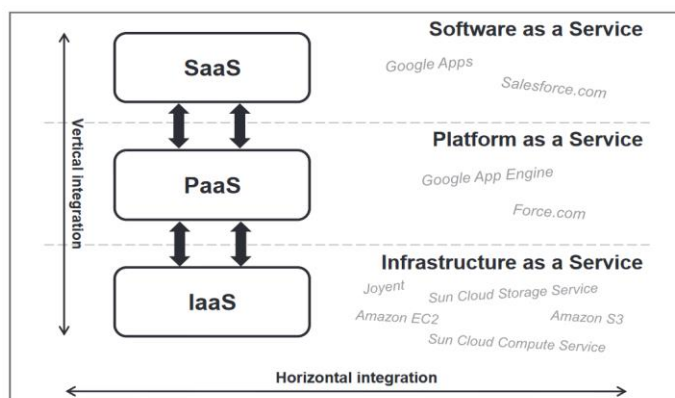 Software as a Service
SaaS
Google Apps
Salesforce.com
Vertical integration
Platform as a Service
PaaS
Google App Engine
Force.com
Infrastructure as a Service
IaaS
Joyent
Sun Cloud Storage Service
Amazon EC2
Amazon S3
Sun Cloud Compute Service
Horizontal integration